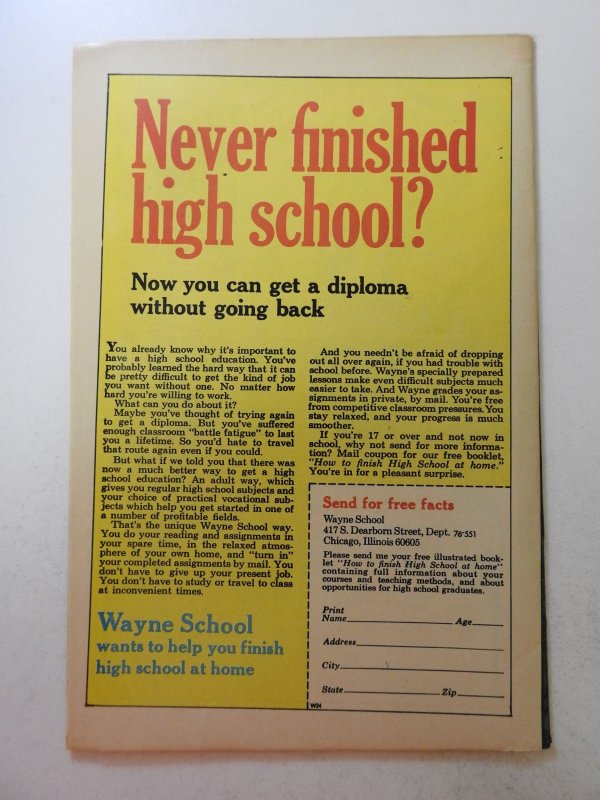 Never finished
high school?
Now you can get a diploma
without going back
You already know why it's important to
have a high school education. You've
probably learned the hard way that it can
be pretty difficult to get the kind of job
you want without one. No matter how
hard you're willing to work.
What can you do about it?
Maybe you've thought of trying again
to get a diploma. But you've suffered
enough classroom "battle fatigue" to last
you a lifetime. So you'd hate to travel
that route again even if you could.
But what if we told you that there was
now a much better way to get a high
school education? An adult way, which
gives you regular high school subjects and
your choice of practical vocational sub-
jects which help you get started in one of
a number of profitable fields.
That's the unique Wayne School way.
You do your reading and assignments in
your spare time, in the relaxed atmos-
phere of your own home, and "turn in"
your completed assignments by mail. You
don't have to give up your present job.
You don't have to study or travel to class
at inconvenient times.
Wayne School
wants to help you finish
high school at home
And you needn't be afraid of dropping
out all over again, if you had trouble with
school before. Wayne's specially prepared
lessons make even difficult subjects much
easier to take. And Wayne grades your as-
signments in private, by mail. You're free
from competitive classroom pressures. You
stay relaxed, and your progress is much
smoother.
If you're 17 or over and not now in
school, why not send for more informa-
tion? Mail coupon for our free booklet,
"How to finish High School at home."
You're in for a pleasant surprise.
Send for free facts
Wayne School
417 S. Dearborn Street, Dept. 76-551
Chicago, Illinois 60605
Please send me your free illustrated book-
let "How to finish High School at home"
containing full information about your
courses and teaching methods, and about
opportunities for high school graduates.
Print
Name Age
Address
City
State Zip
W24